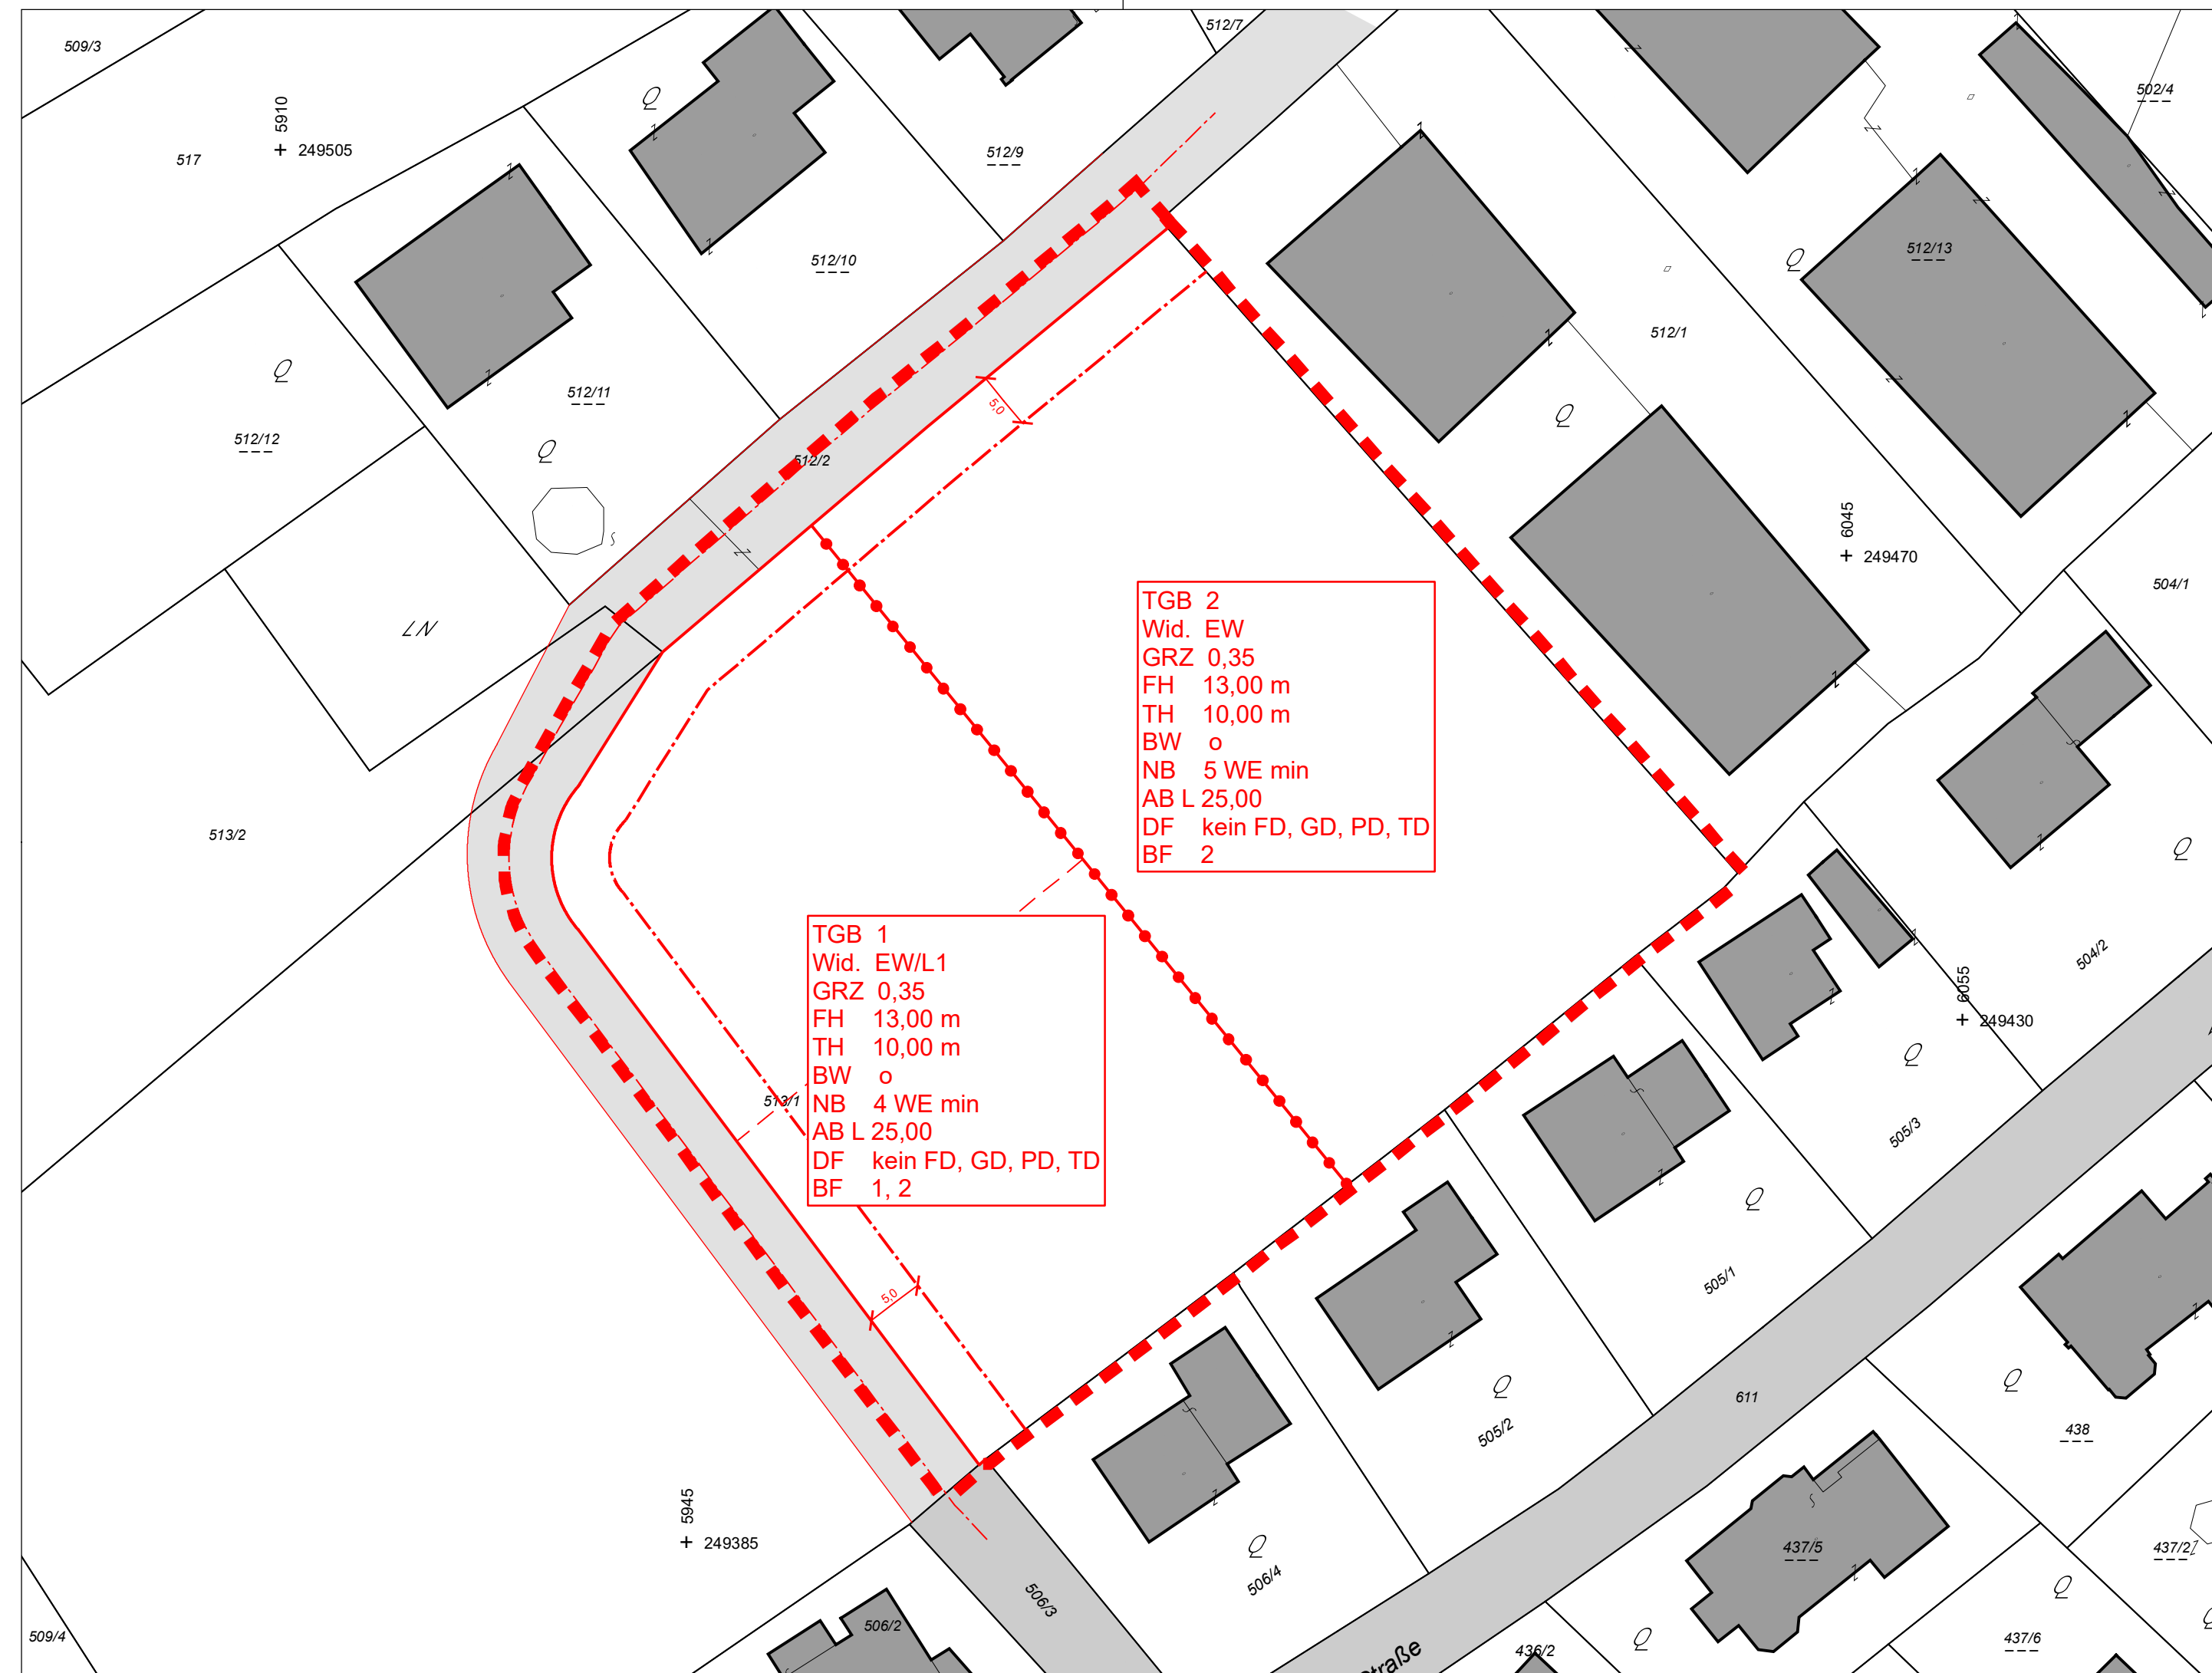 512/7
509/3
502/4
5910
249505
517
512/9
512/10
512/13
512/1
512/11
512/12
512/2
5,0
6045
249470
504/1
LN
TGB 2
Wid. EW
GRZ 0,35
FH 13,00 m
TH 10,00 m
BW o
NB 5 WE min
AB L 25,00
DF kein FD, GD, PD, TD
BF 2
513/2
TGB 1
Wid. EW/L1
GRZ 0,35
FH 13,00 m
TH 10,00 m
BW o
NB 4 WE min
AB L 25,00
DF kein FD, GD, PD, TD
BF 1, 2
513/1
504/2
6055
249430
505/3
505/1
5,0
611
505/2
438
5945
249385
437/5
437/2
506/4
506/3
506/2
509/4
437/6
436/2
straße